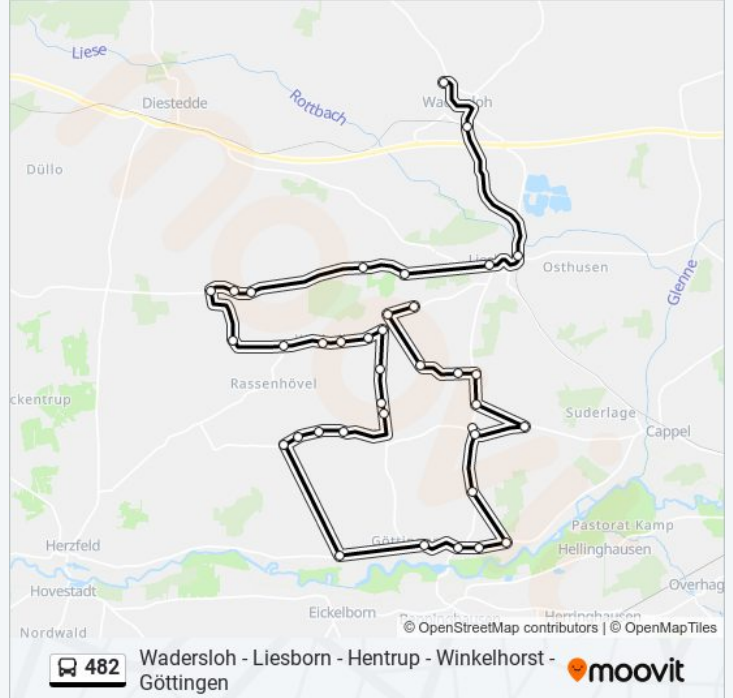 Liese
Diestedde
Rottbach
Düllo
Osthusen
Glenne
Rassenhövel
ckentrup
Suderlage
Cappel
Pastorat Kamp
Herzfeld
Hellinghausen
Hovestadt
Overhag
Eickelborn
Herringhausen
Nordwald
© OpenStreetMap contributors | © OpenMapTiles
482 Wadersloh - Liesborn - Hentrup - Winkelhorst -
Göttingen
moovit